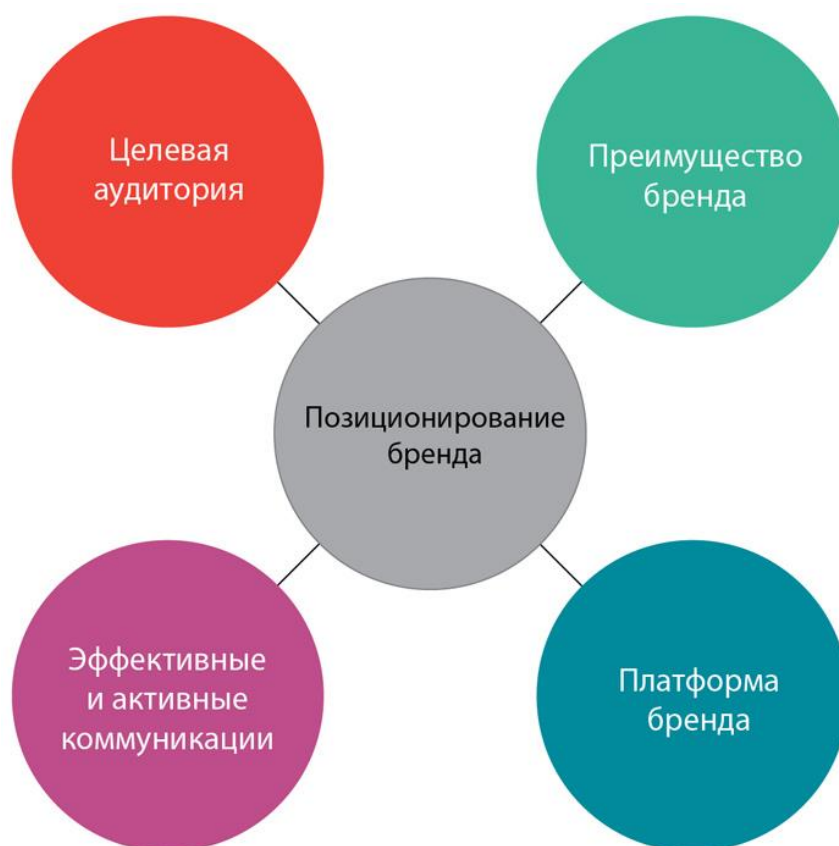 Целевая
аудитория
Преимущество
бренда
Позиционирование
бренда
Эффективные
и активные
коммуникации
Платформа
бренда